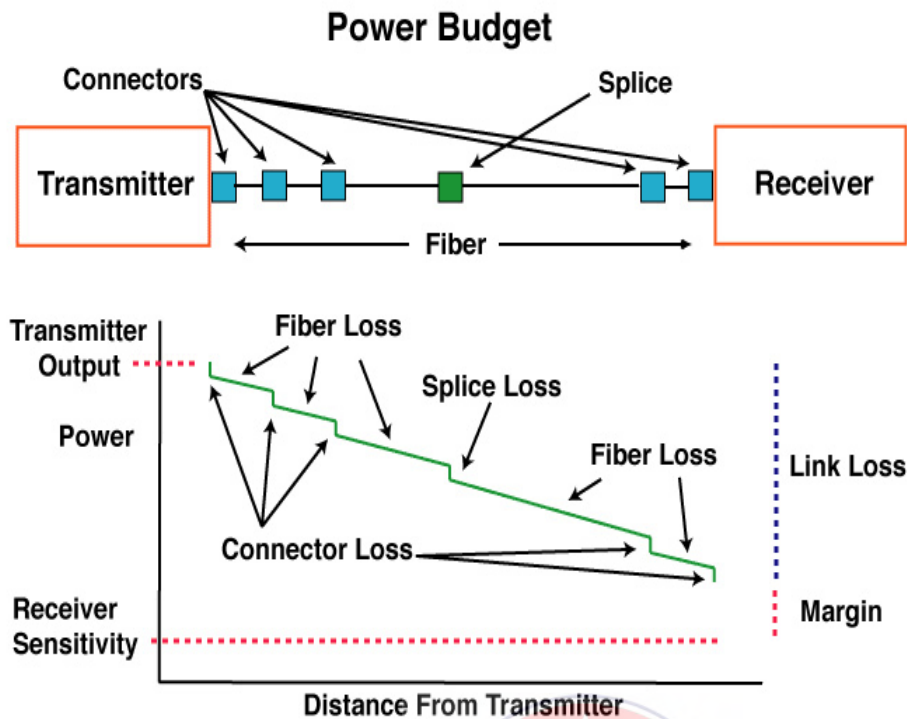 Power Budget
Connectors
Splice
Transmitter
Receiver
Fiber
Transmitter
Output
Fiber Loss
Splice Loss
Power
Fiber Loss
Link Loss
Connector Loss
Receiver
Sensitivity
Margin
Distance From Transmitter